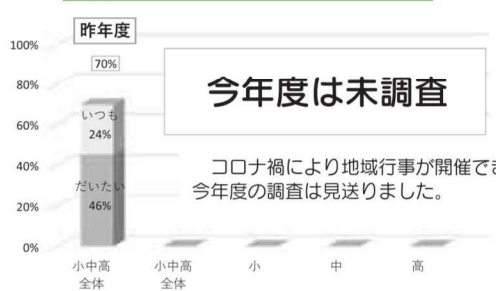 昨年度
100%
70%
80%
今年度は未調査
いつも
60%
24%
コロナ禍により地域行事が開催でき
40%
だいたい
今年度の調査は見送りました。
46%
20%
0%
小中高 小中高 小 中 高
全体 全体